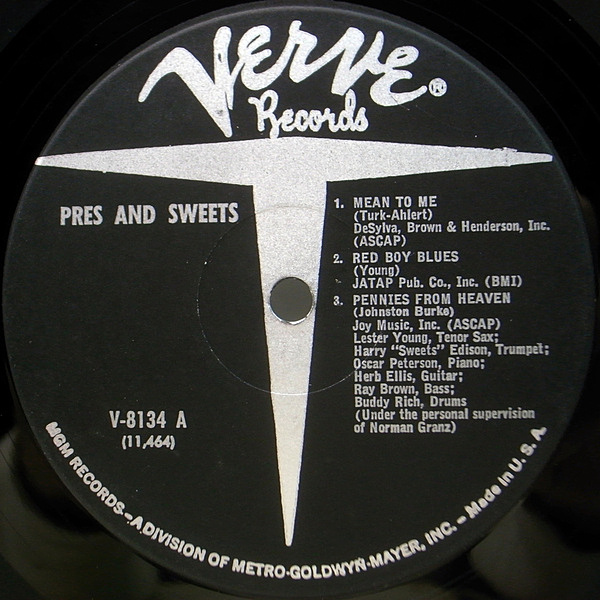 VERVE®
Records
PRES AND SWEETS
1. MEAN TO ME
(Turk-Ahlert)
DeSylva, Brown & Henderson, Inc.
(ASCAP)
2. RED BOY BLUES
(Young)
JATAP Pub. Co., Inc. (BMI)
3. PENNIES FROM HEAVEN
(Johnston Burke)
Joy Music, Inc. (ASCAP)
Lester Young, Tenor Sax;
Harry "Sweets" Edison, Trumpet;
Oscar Peterson, Piano;
Herb Ellis, Guitar;
Ray Brown, Bass;
Buddy Rich, Drums
(Under the personal supervision
of Norman Granz)
V-8134 A
(11,464)
MGM RECORDS—A DIVISION OF METRO-GOLDWYN-MAYER, INC. – Made in U. S. A.